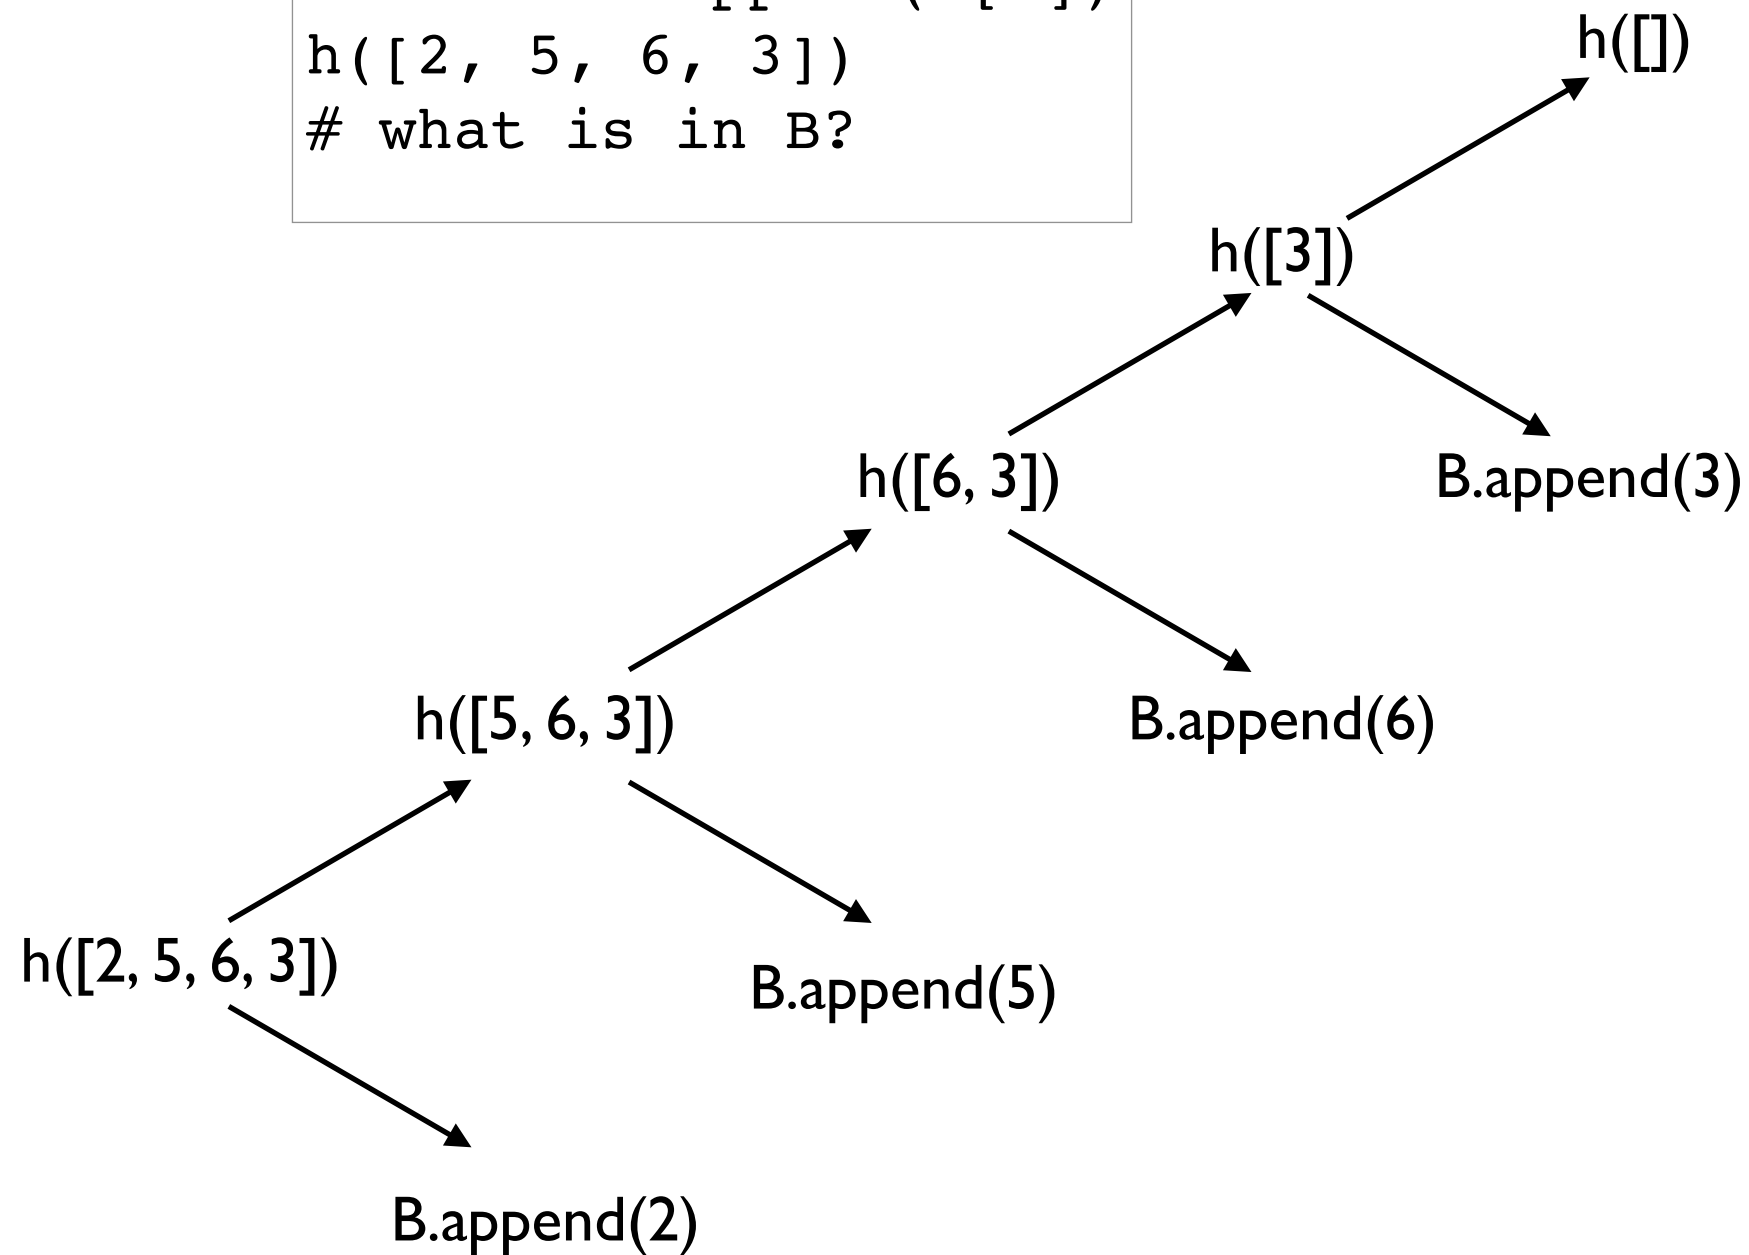 h([2, 5, 6, 3])
# what is in B?
h([])
h([3])
h([6, 3])
B.append(3)
h([5, 6, 3])
B.append(6)
h([2, 5, 6, 3])
B.append(5)
B.append(2)